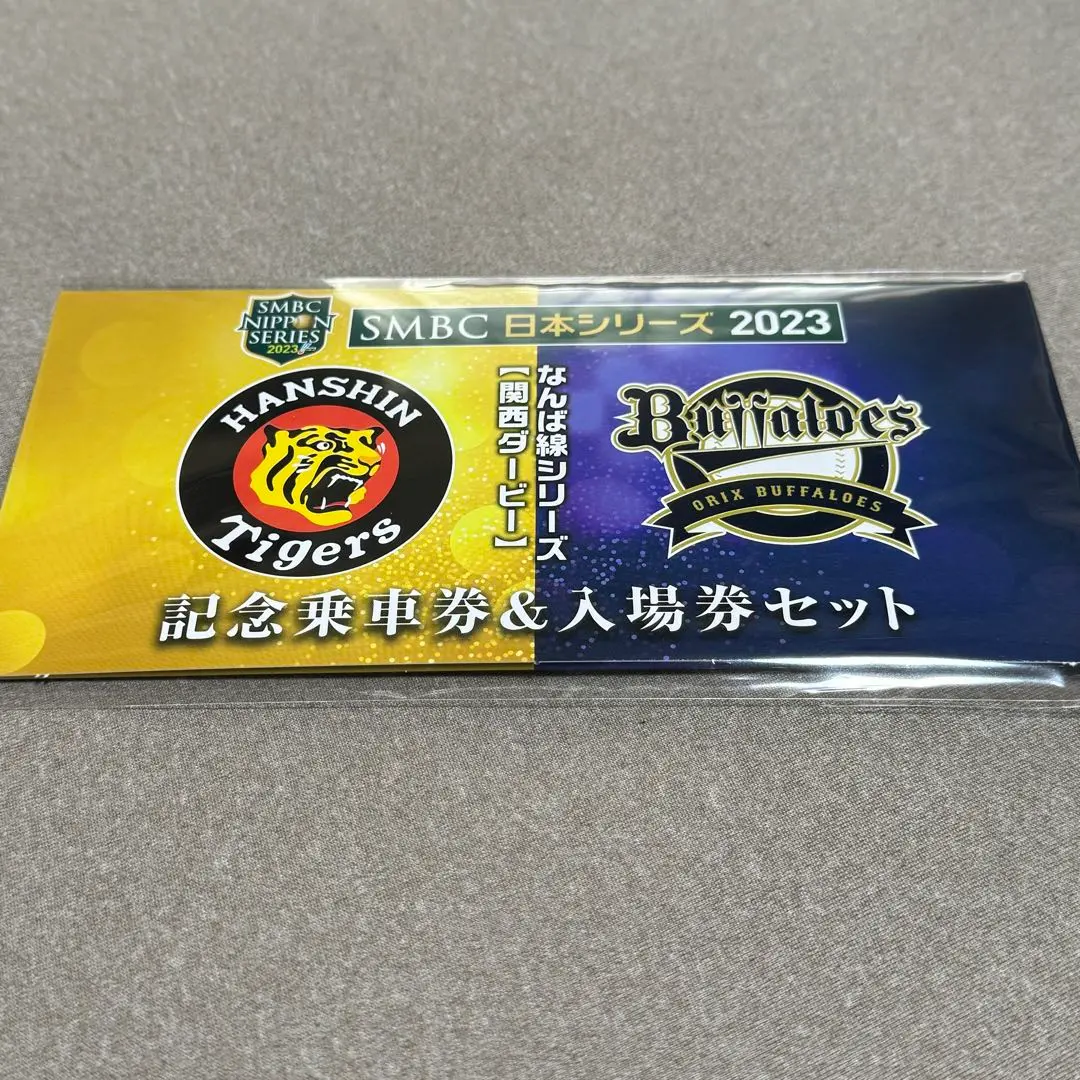 SMBC
NIPPON
SERIES
2023
SMBC 日本シリーズ 2023
HANSHIN
Tigers
なんば線シリーズ
【関西ダービー】
Buffaloes
ORIX BUFFALOES
記念乗車券&入場券セット